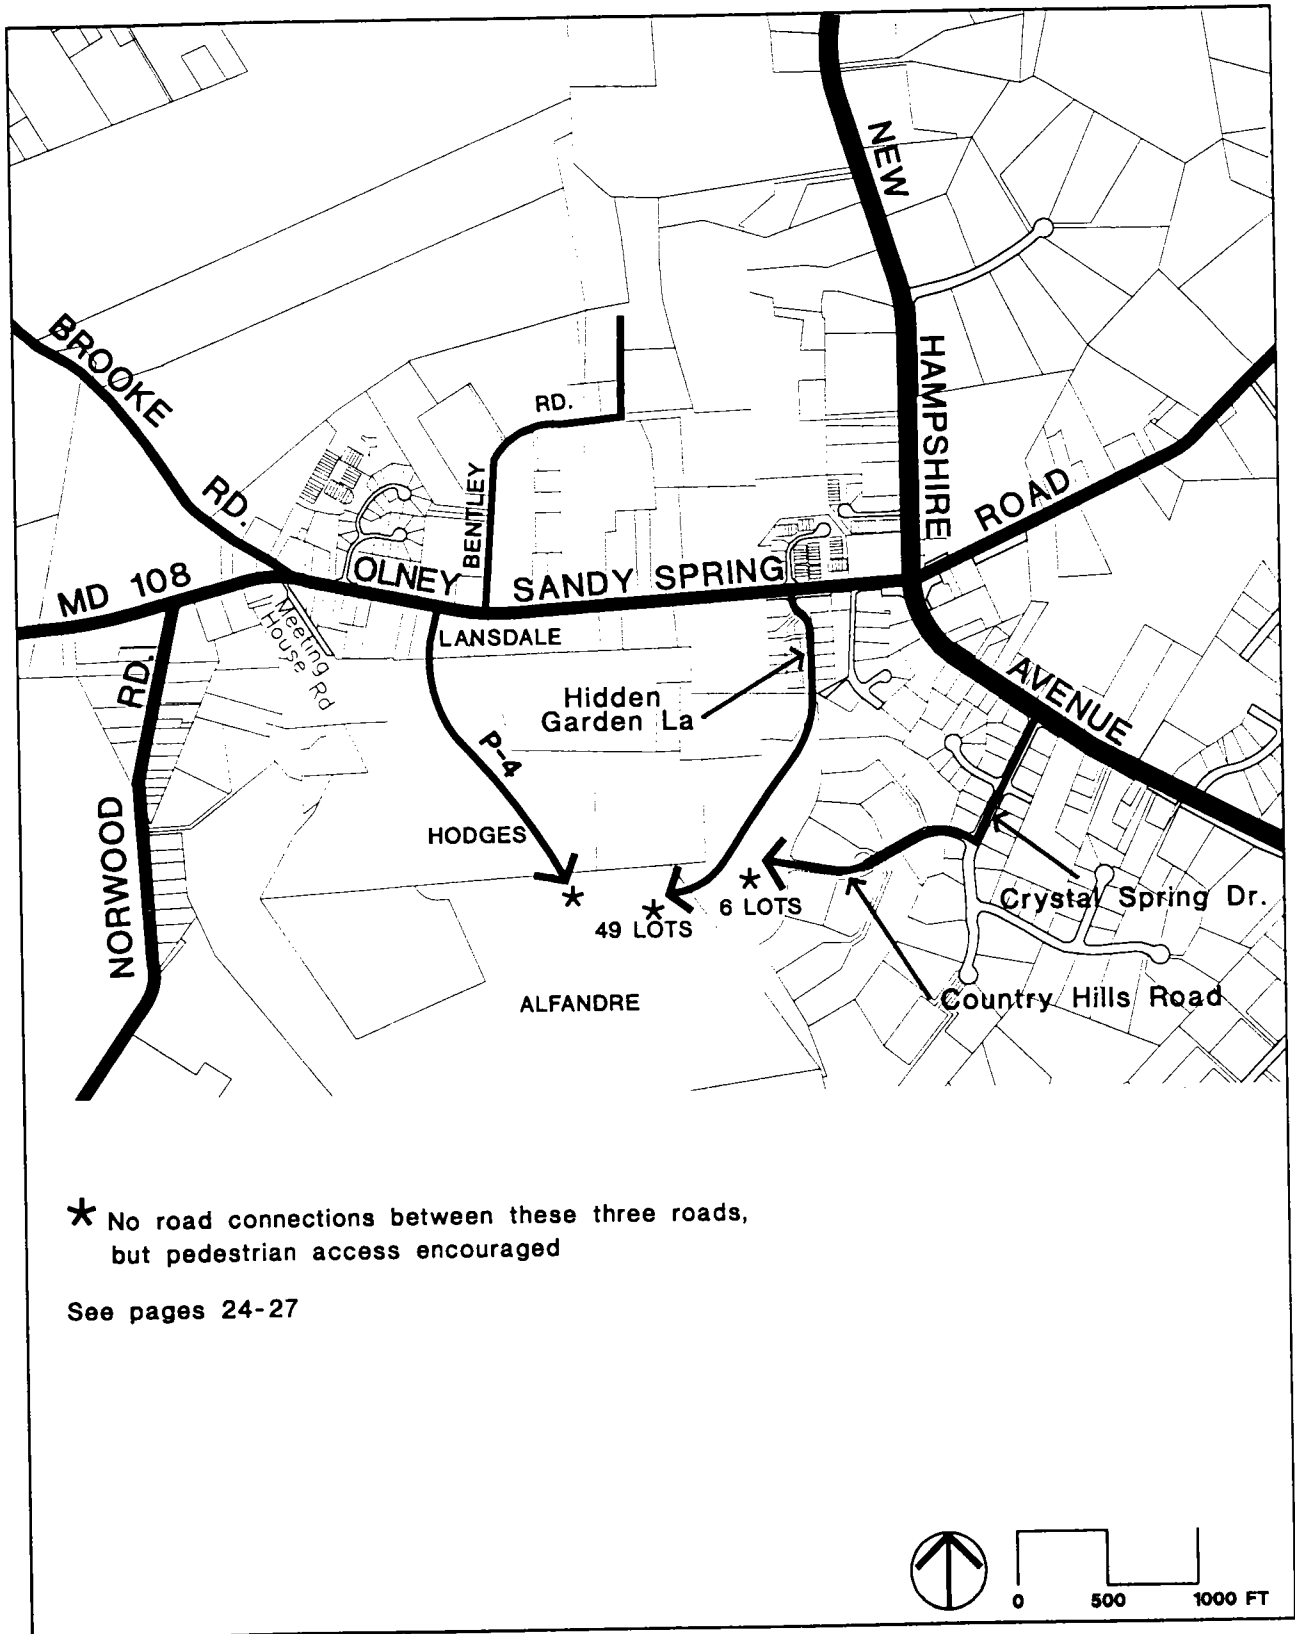 NEW
HAMPSHIRE
AVENUE
BROOKE
RD.
RD.
BENTLEY
ROAD
MD 108
OLNEY
SANDY SPRING
Meeting
House Rd
LANSDALE
RD.
NORWOOD
Hidden
Garden La
P-4
HODGES
* *
*
6 LOTS
49 LOTS
Crystal Spring Dr.
ALFANDRE
Country Hills Road
* No road connections between these three roads,
but pedestrian access encouraged
See pages 24-27
0 500 1000 FT